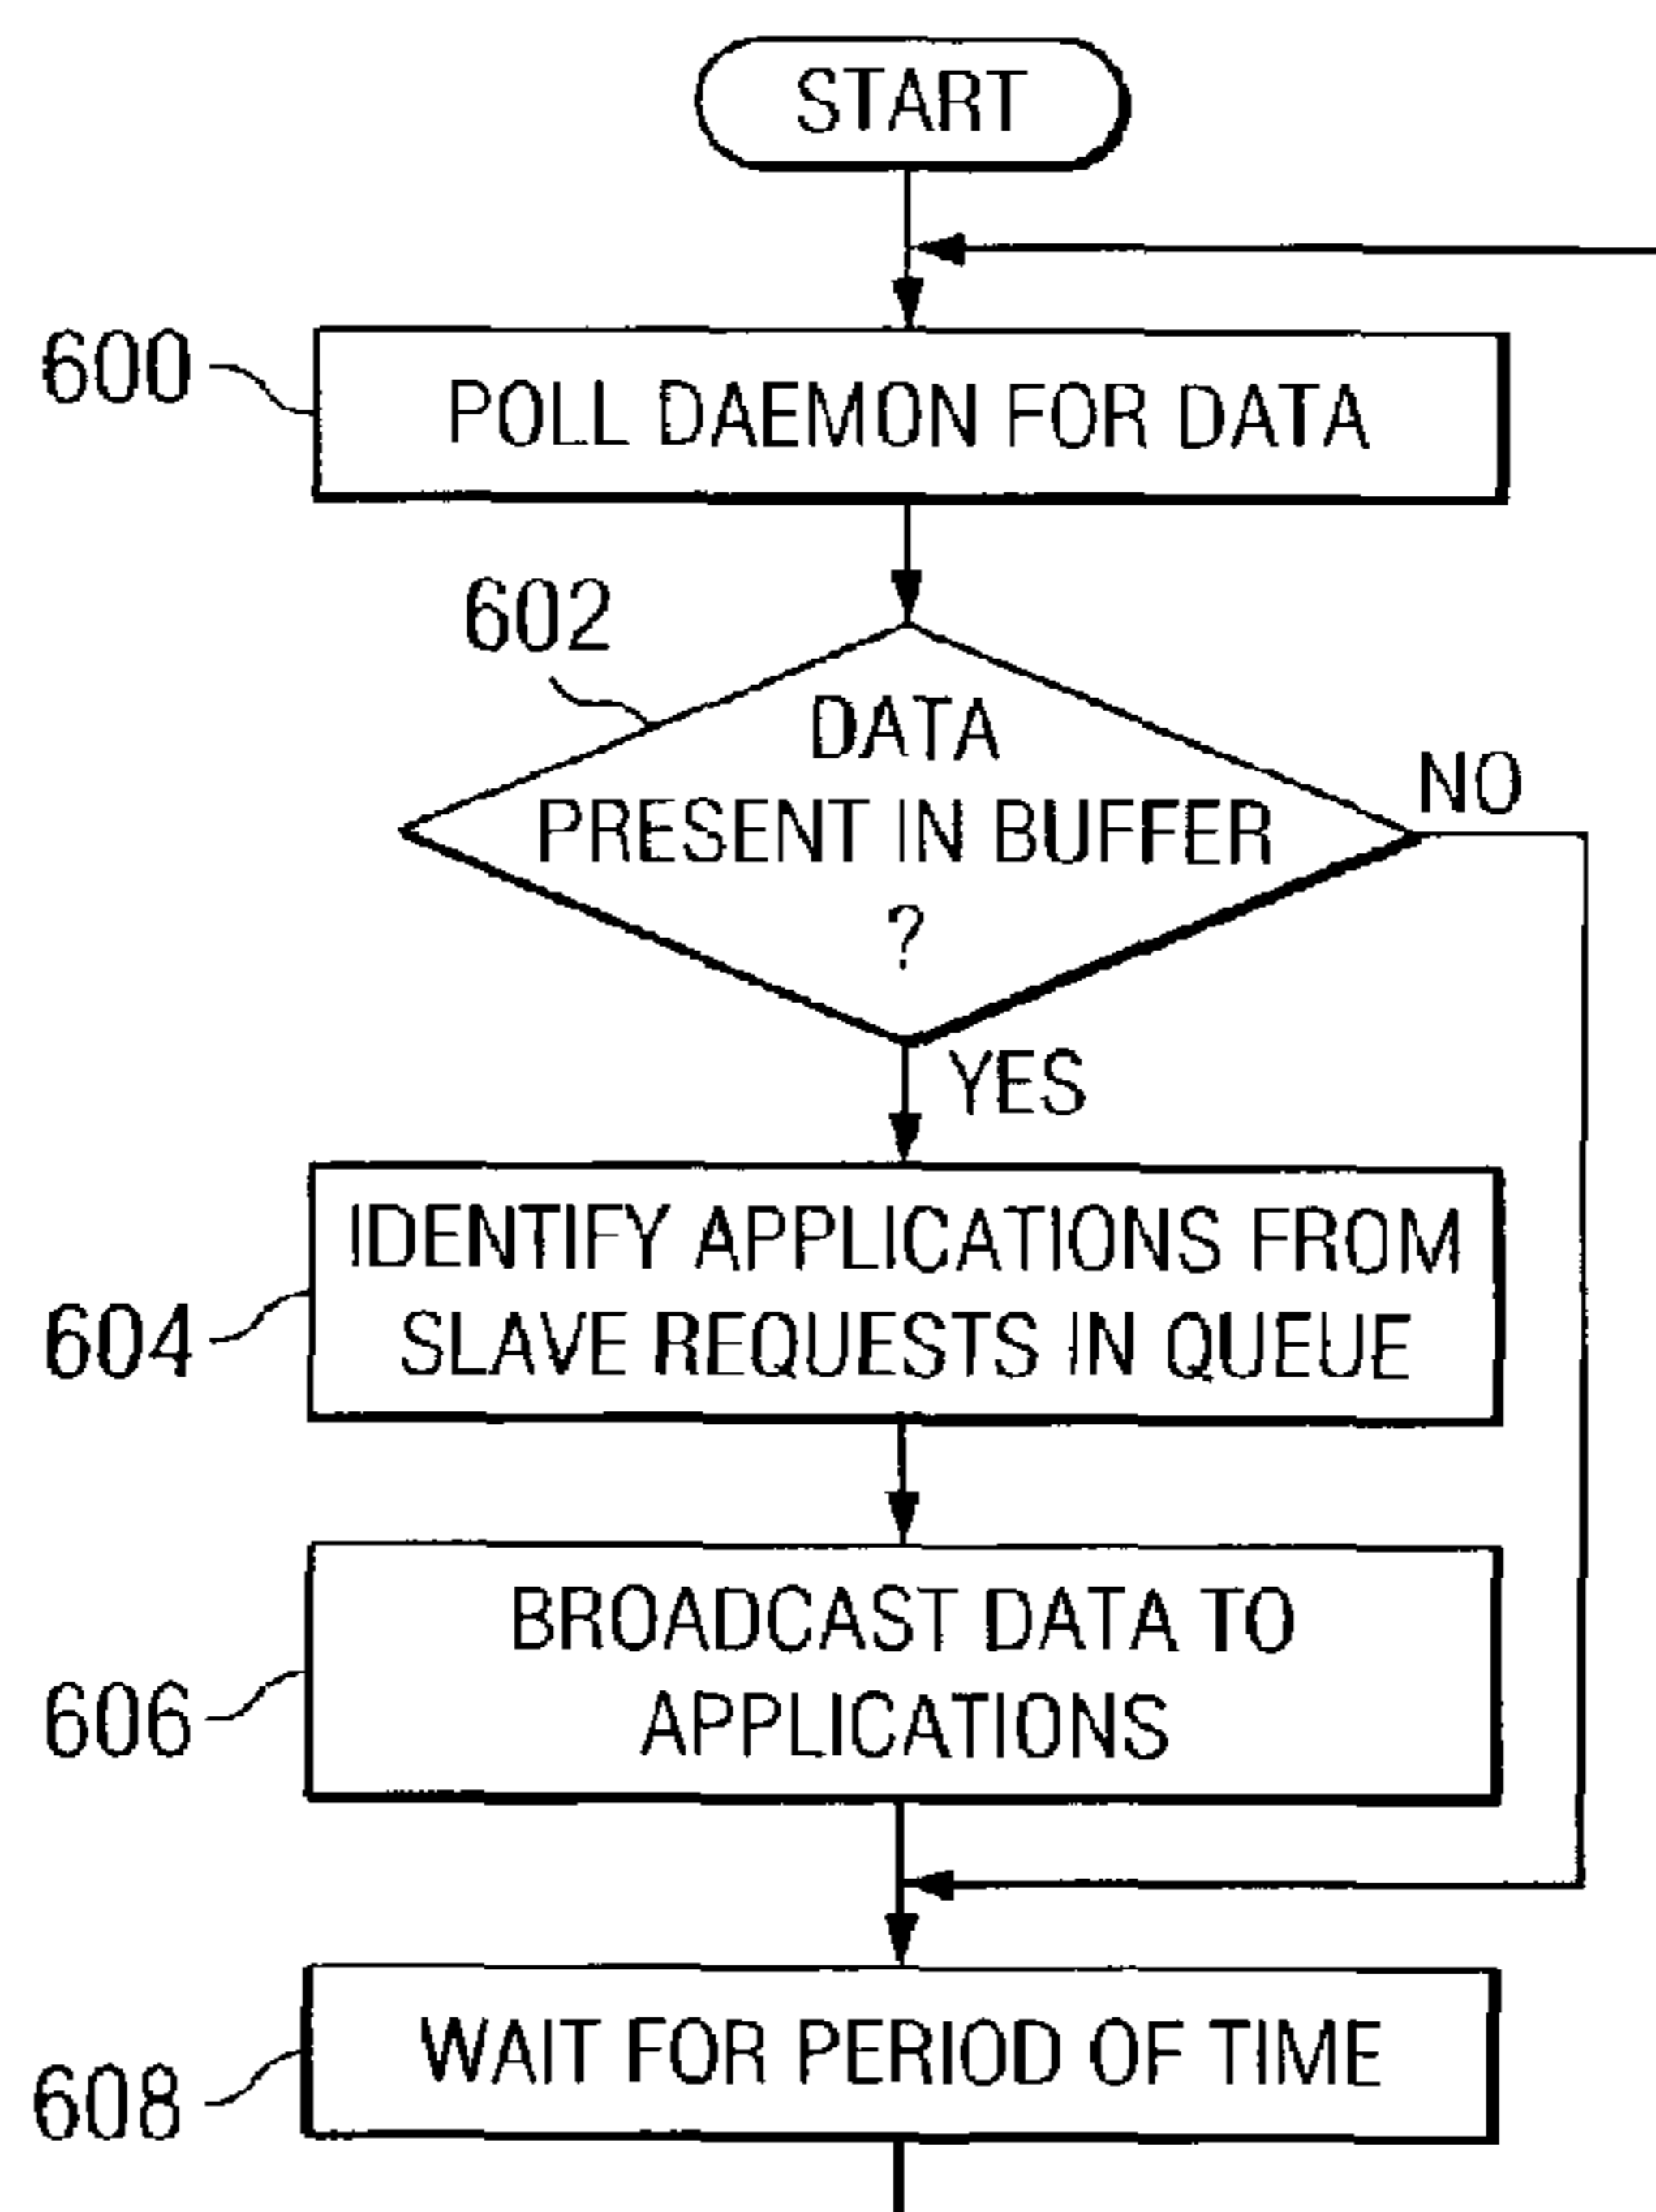 START
600
POLL DAEMON FOR DATA
602
DATA
PRESENT IN BUFFER
?
NO
YES
IDENTIFY APPLICATIONS FROM
SLAVE REQUESTS IN QUEUE
604
BROADCAST DATA TO
APPLICATIONS
606
WAIT FOR PERIOD OF TIME
608